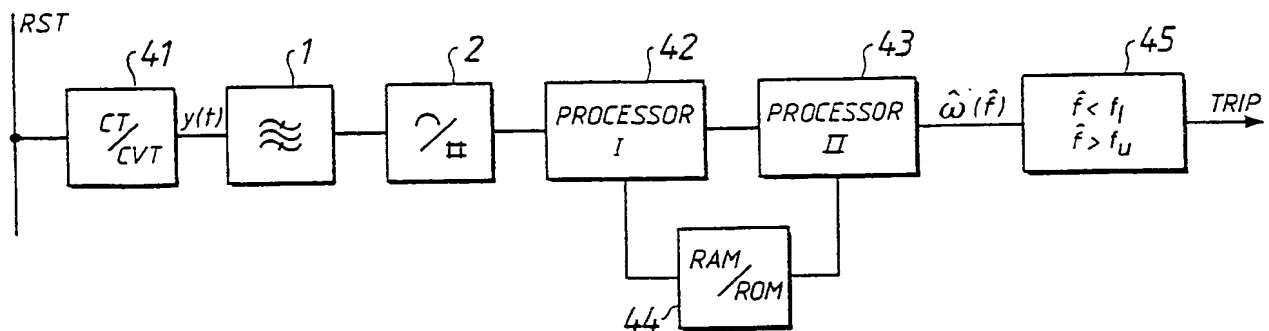 RST
41
1
2
42
43
45
CT/CVT
y(t)
PROCESSOR
I
PROCESSOR
II
ω̂(f̂)
f̂ < fl
f̂ > fu
TRIP
RAM/ROM
44